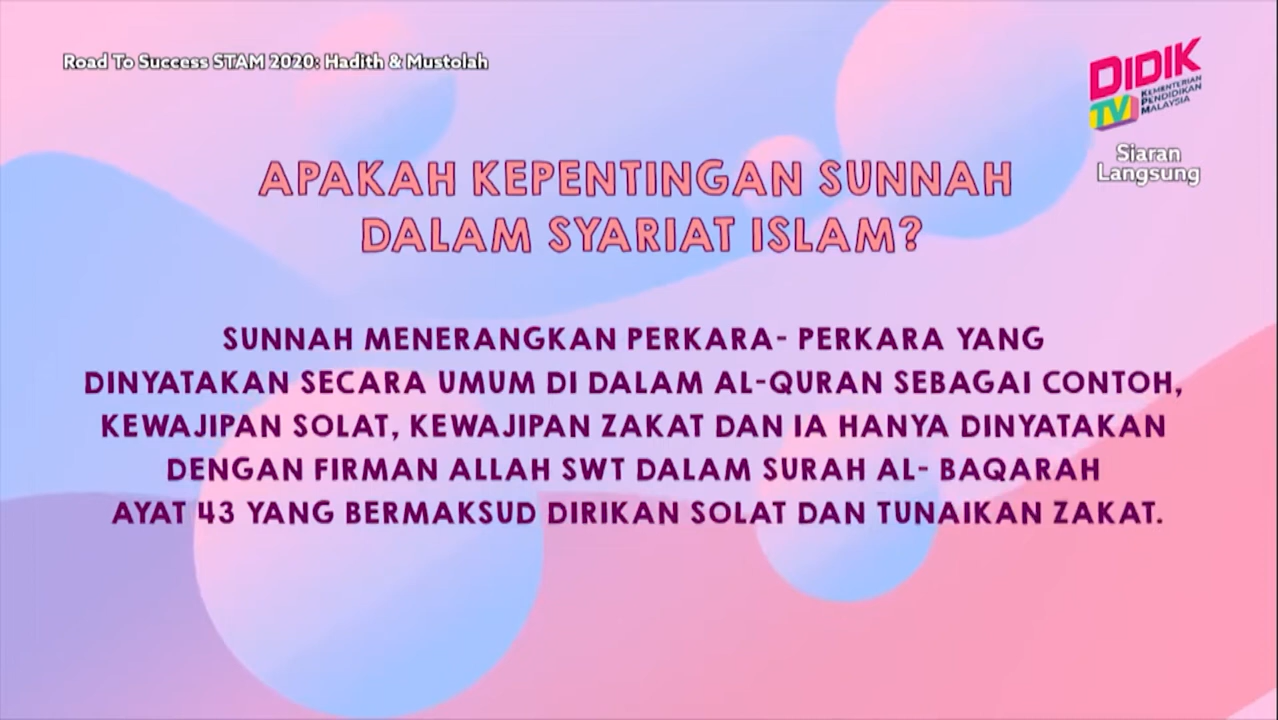 Road To Success STAM 2020: Hadith & Mustolah
DIDIK
TV
KEMENTERIAN
PENDIDIKAN
MALAYSIA
Siaran
Langsung
APAKAH KEPENTINGAN SUNNAH
DALAM SYARIAT ISLAM?
SUNNAH MENERANGKAN PERKARA- PERKARA YANG
DINYATAKAN SECARA UMUM DI DALAM AL-QURAN SEBAGAI CONTOH,
KEWAJIPAN SOLAT, KEWAJIPAN ZAKAT DAN IA HANYA DINYATAKAN
DENGAN FIRMAN ALLAH SWT DALAM SURAH AL- BAQARAH
AYAT 43 YANG BERMAKSUD DIRIKAN SOLAT DAN TUNAIKAN ZAKAT.